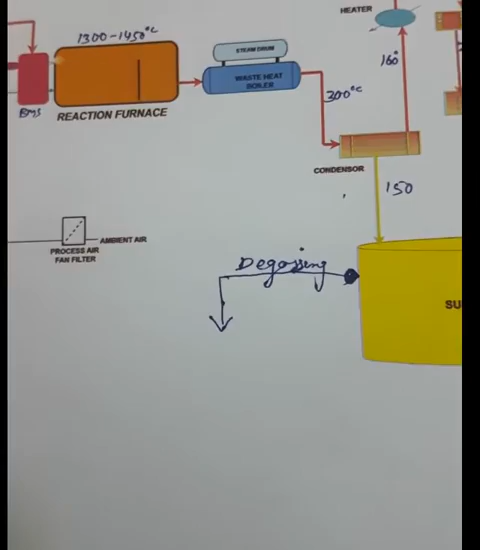 HEATER
1300-1450°C
STEAM DRUM
WASTE HEAT
BOILER
160°
300°C
BMS
REACTION FURNACE
CONDENSOR
150
AMBIENT AIR
PROCESS AIR
FAN FILTER
Degassing
SU